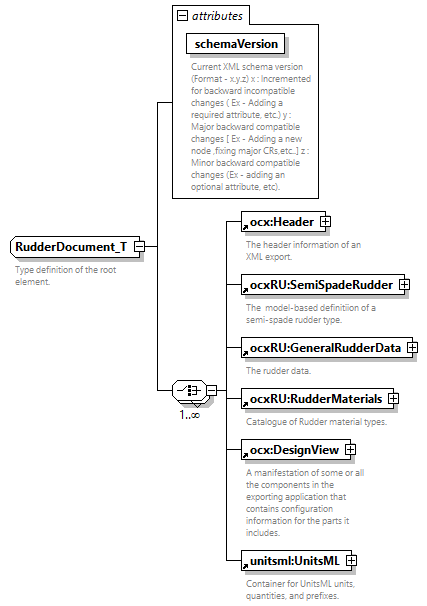 attributes
schemaVersion
Current XML schema version
(Format - x.y.z) x : Incremented
for backward incompatible
changes ( Ex - Adding a
required attribute, etc.) y :
Major backward compatible
changes [ Ex - Adding a new
node ,fixing major CRs,etc..] z :
Minor backward compatible
changes (Ex - adding an
optional attribute, etc).
RudderDocument_T
Type definition of the root
element.
1..∞
ocx:Header
The header information of an
XML export.
ocxRU:SemiSpadeRudder
The  model-based definitiion of a
semi-spade rudder type.
ocxRU:GeneralRudderData
The rudder data.
ocxRU:RudderMaterials
Catalogue of Rudder material types.
ocx:DesignView
A manifestation of some or all
the components in the
exporting application that
contains configuration
information for the parts it
includes.
unitsml:UnitsML
Container for UnitsML units,
quantities, and prefixes.